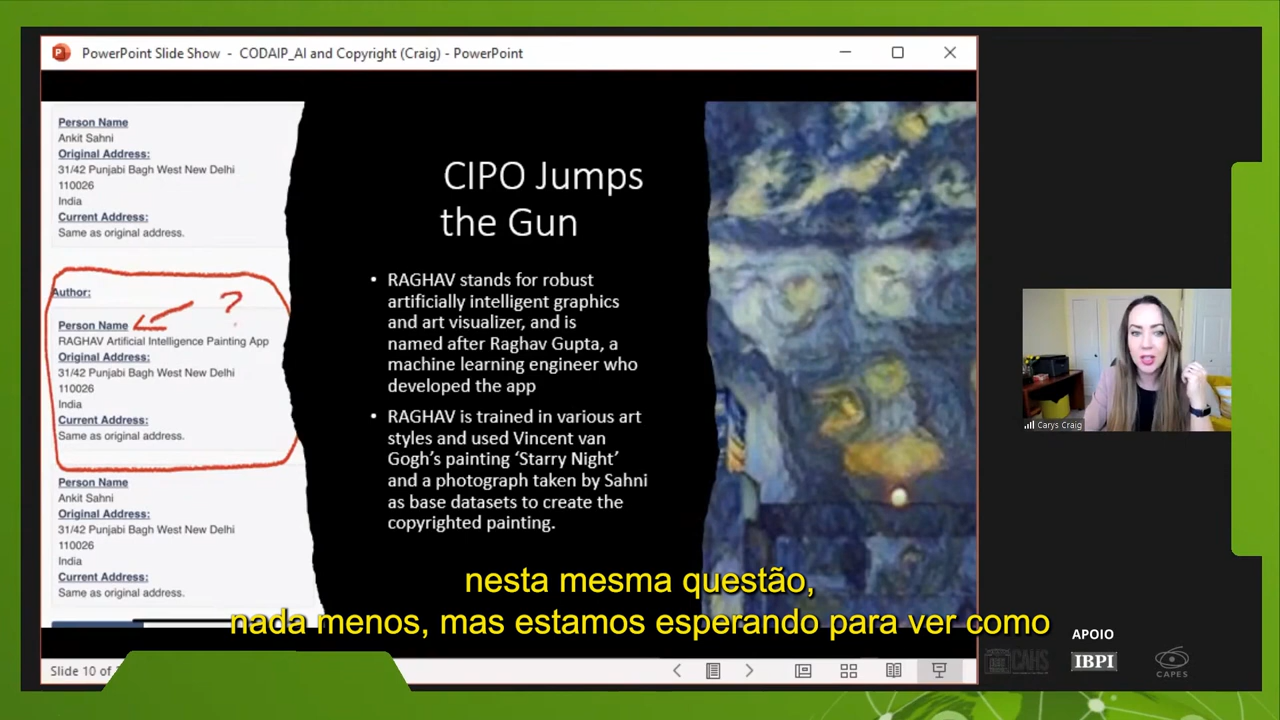 PowerPoint Slide Show - CODAIP_AI and Copyright (Craig) - PowerPoint
Person Name
Ankit Sahni
Original Address:
31/42 Punjabi Bagh West New Delhi
110026
India
Current Address:
Same as original address.
Author:
?
Person Name
RAGHAV Artificial Intelligence Painting App
Original Address:
31/42 Punjabi Bagh West New Delhi
110026
India
Current Address:
Same as original address.
Person Name
Ankit Sahni
Original Address:
31/42 Punjabi Bagh West New Delhi
110026
India
Current Address:
Same as original address.
CIPO Jumps
the Gun
• RAGHAV stands for robust
artificially intelligent graphics
and art visualizer, and is
named after Raghav Gupta, a
machine learning engineer who
developed the app
• RAGHAV is trained in various art
styles and used Vincent van
Gogh's painting 'Starry Night'
and a photograph taken by Sahni
as base datasets to create the
copyrighted painting.
Carys Craig
nesta mesma questão,
nada menos, mas estamos esperando para ver como
Slide 10 of
APOIO
CAHS
IBPI
CAPES